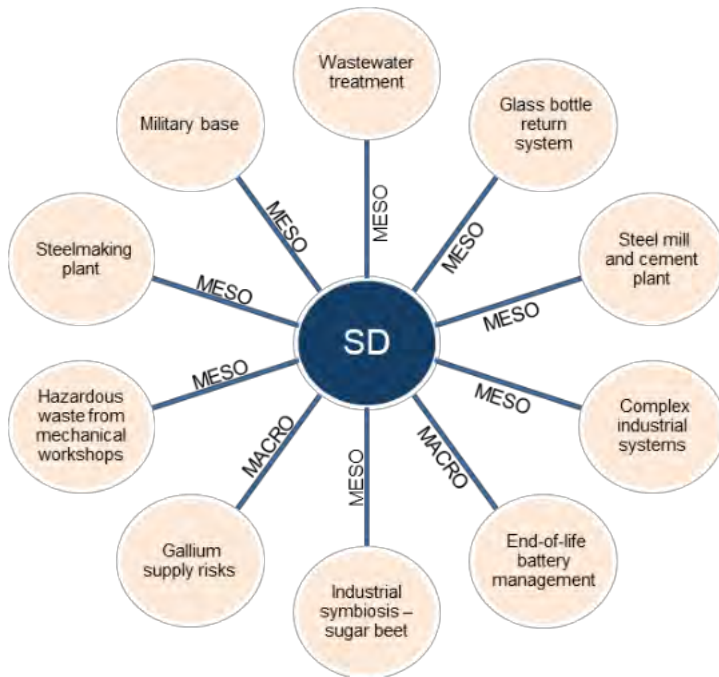 Wastewater
treatment
Glass bottle
return
system
Military base
MESO
MESO
MESO
Steelmaking
plant
Steel mill
and cement
plant
MESO
MESO
SD
MESO
MESO
Hazardous
waste from
mechanical
workshops
Complex
industrial
systems
MACRO
MESO
MACRO
Gallium
supply risks
End-of-life
battery
management
Industrial
symbiosis –
sugar beet